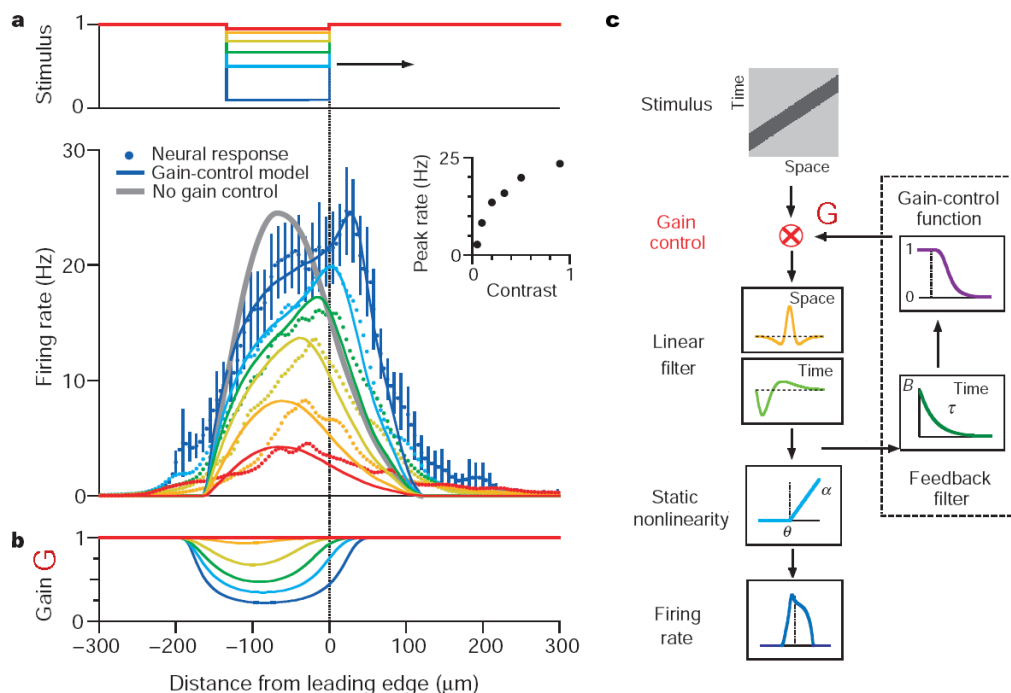 a
Stimulus
1
0
Neural response
Gain-control model
No gain control
Firing rate (Hz)
30
20
10
0
Peak rate (Hz)
25
0
0
1
Contrast
b
Gain G
1
0
−300
−200
−100
0
100
200
300
Distance from leading edge (μm)
c
Stimulus
Time
Space
Gain
control
G
Gain-control
function
1
0
Linear
filter
Space
Time
B
Time
τ
Feedback
filter
Static
nonlinearity
α
θ
Firing
rate